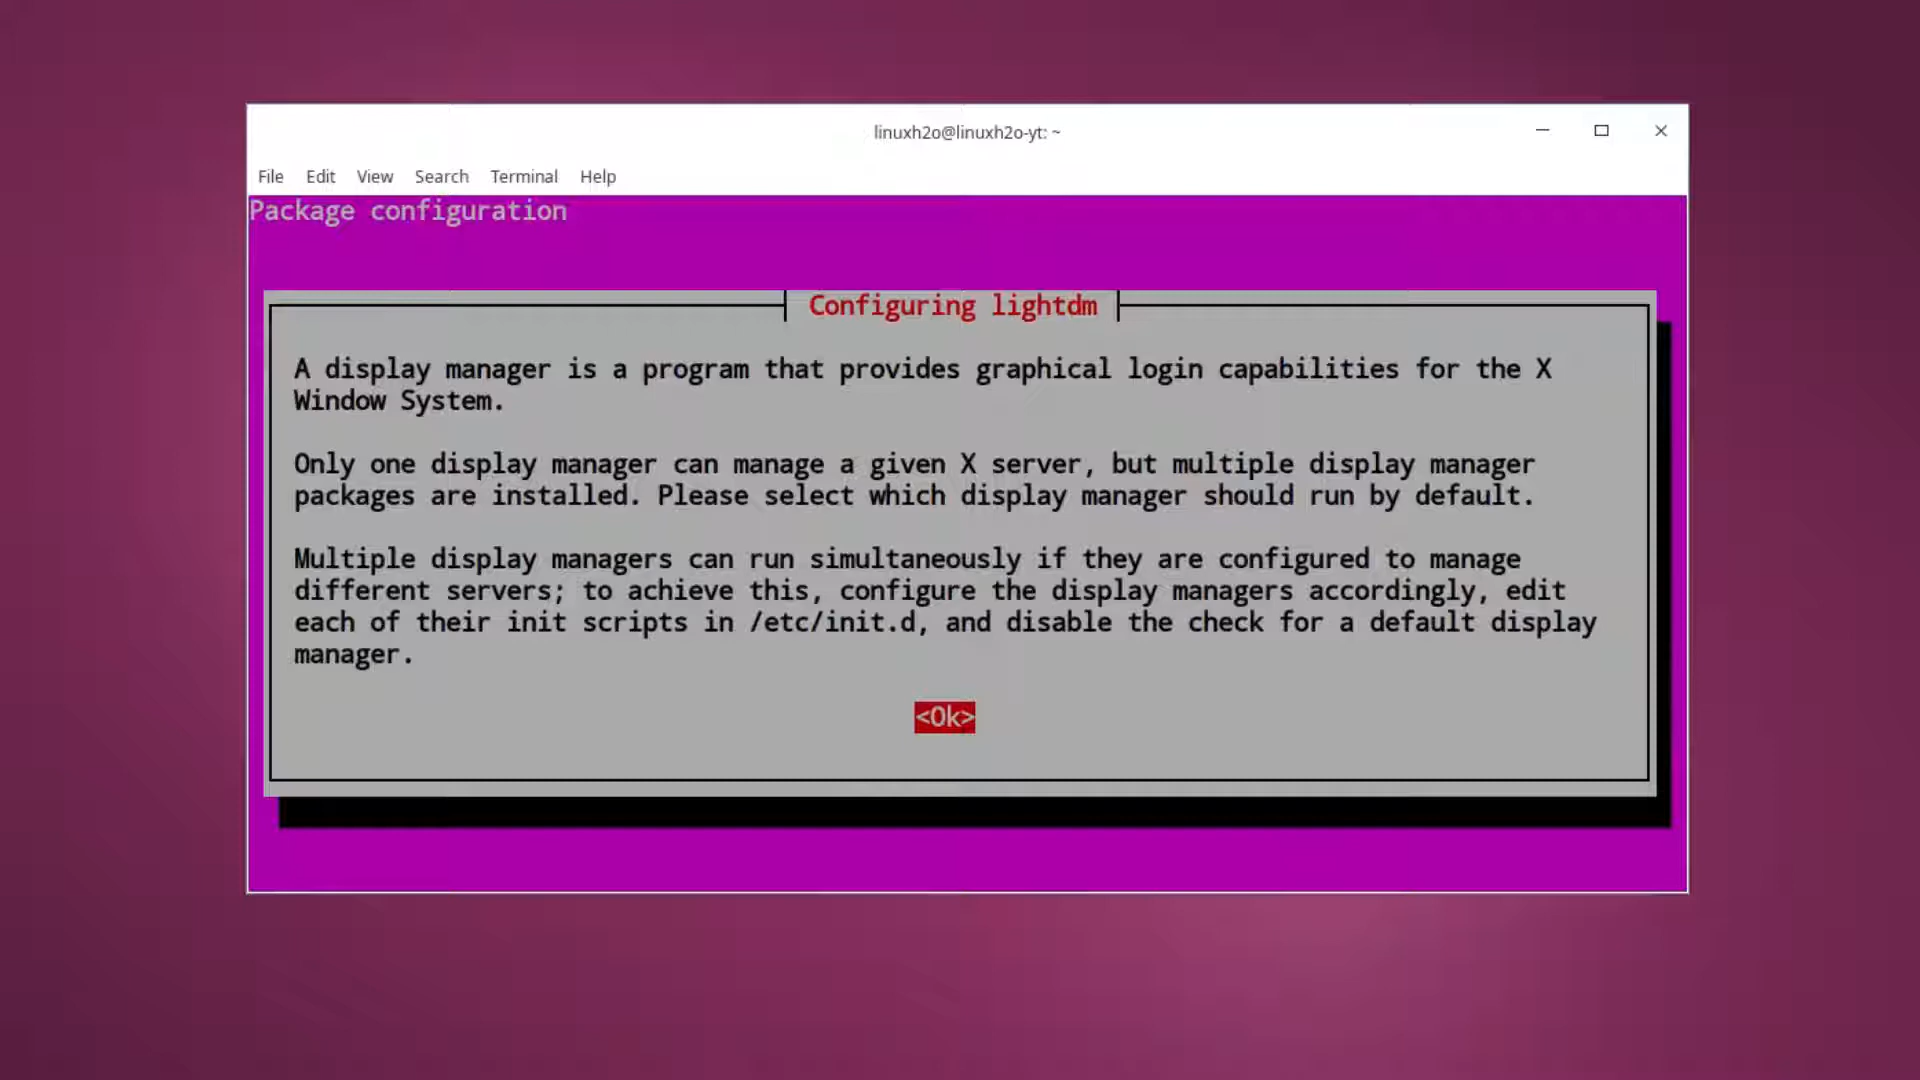 linuxh2o@linuxh2o-yt: ~
File Edit View Search Terminal Help
Package configuration
Configuring lightdm
A display manager is a program that provides graphical login capabilities for the X
Window System.
Only one display manager can manage a given X server, but multiple display manager
packages are installed. Please select which display manager should run by default.
Multiple display managers can run simultaneously if they are configured to manage
different servers; to achieve this, configure the display managers accordingly, edit
each of their init scripts in /etc/init.d, and disable the check for a default display
manager.
<Ok>